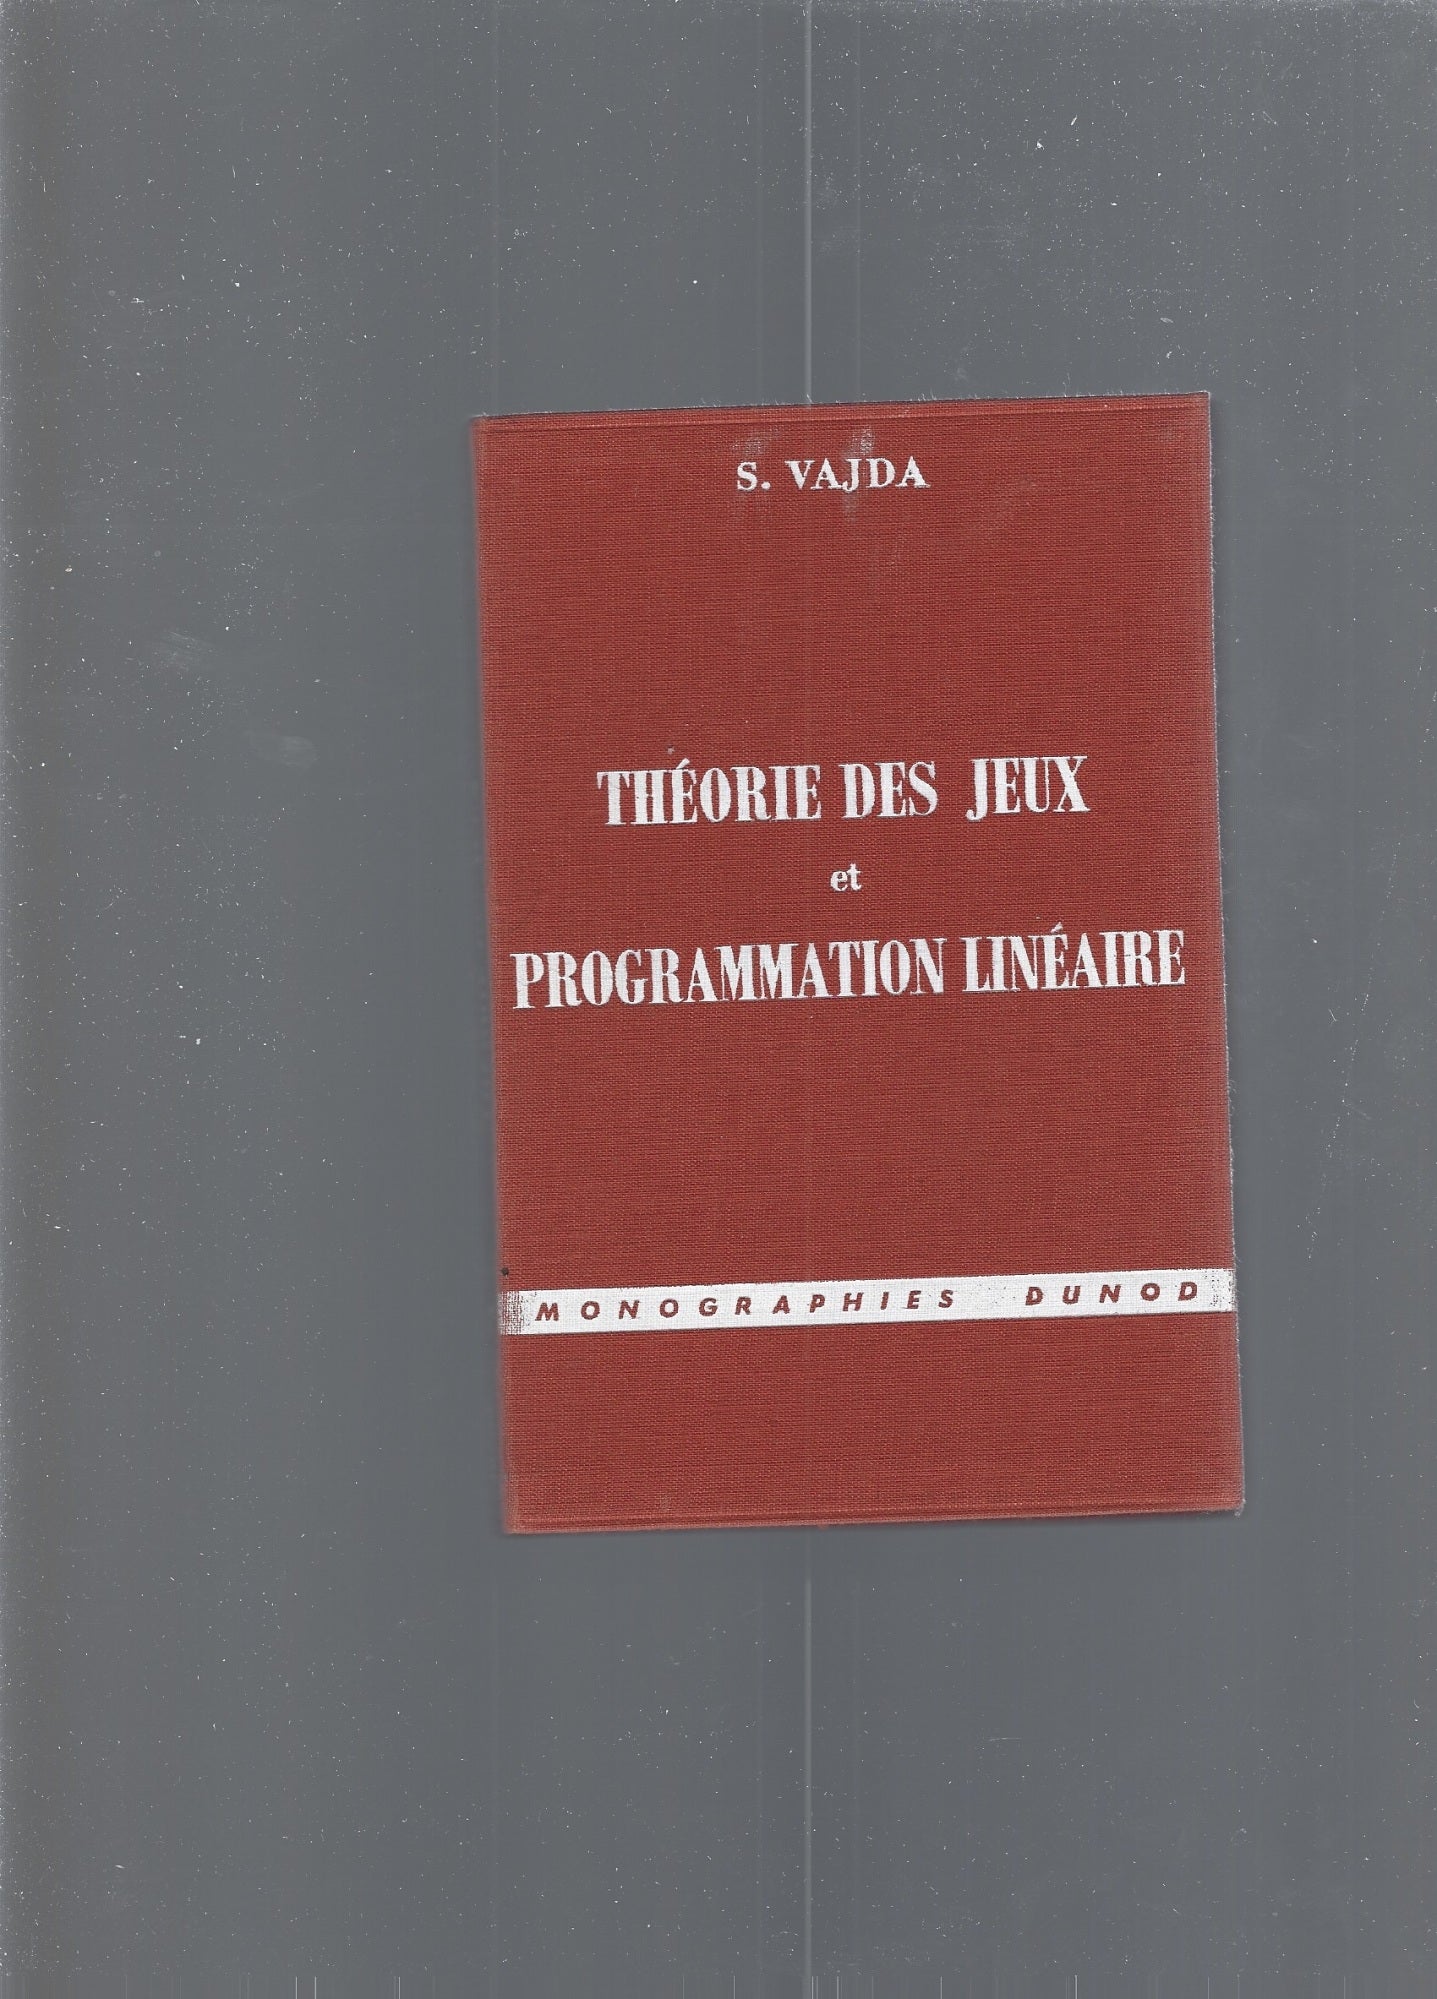 S. VAJDA
THÉORIE DES JEUX
et
PROGRAMMATION LINÉAIRE
MONOGRAPHIES DUNOD